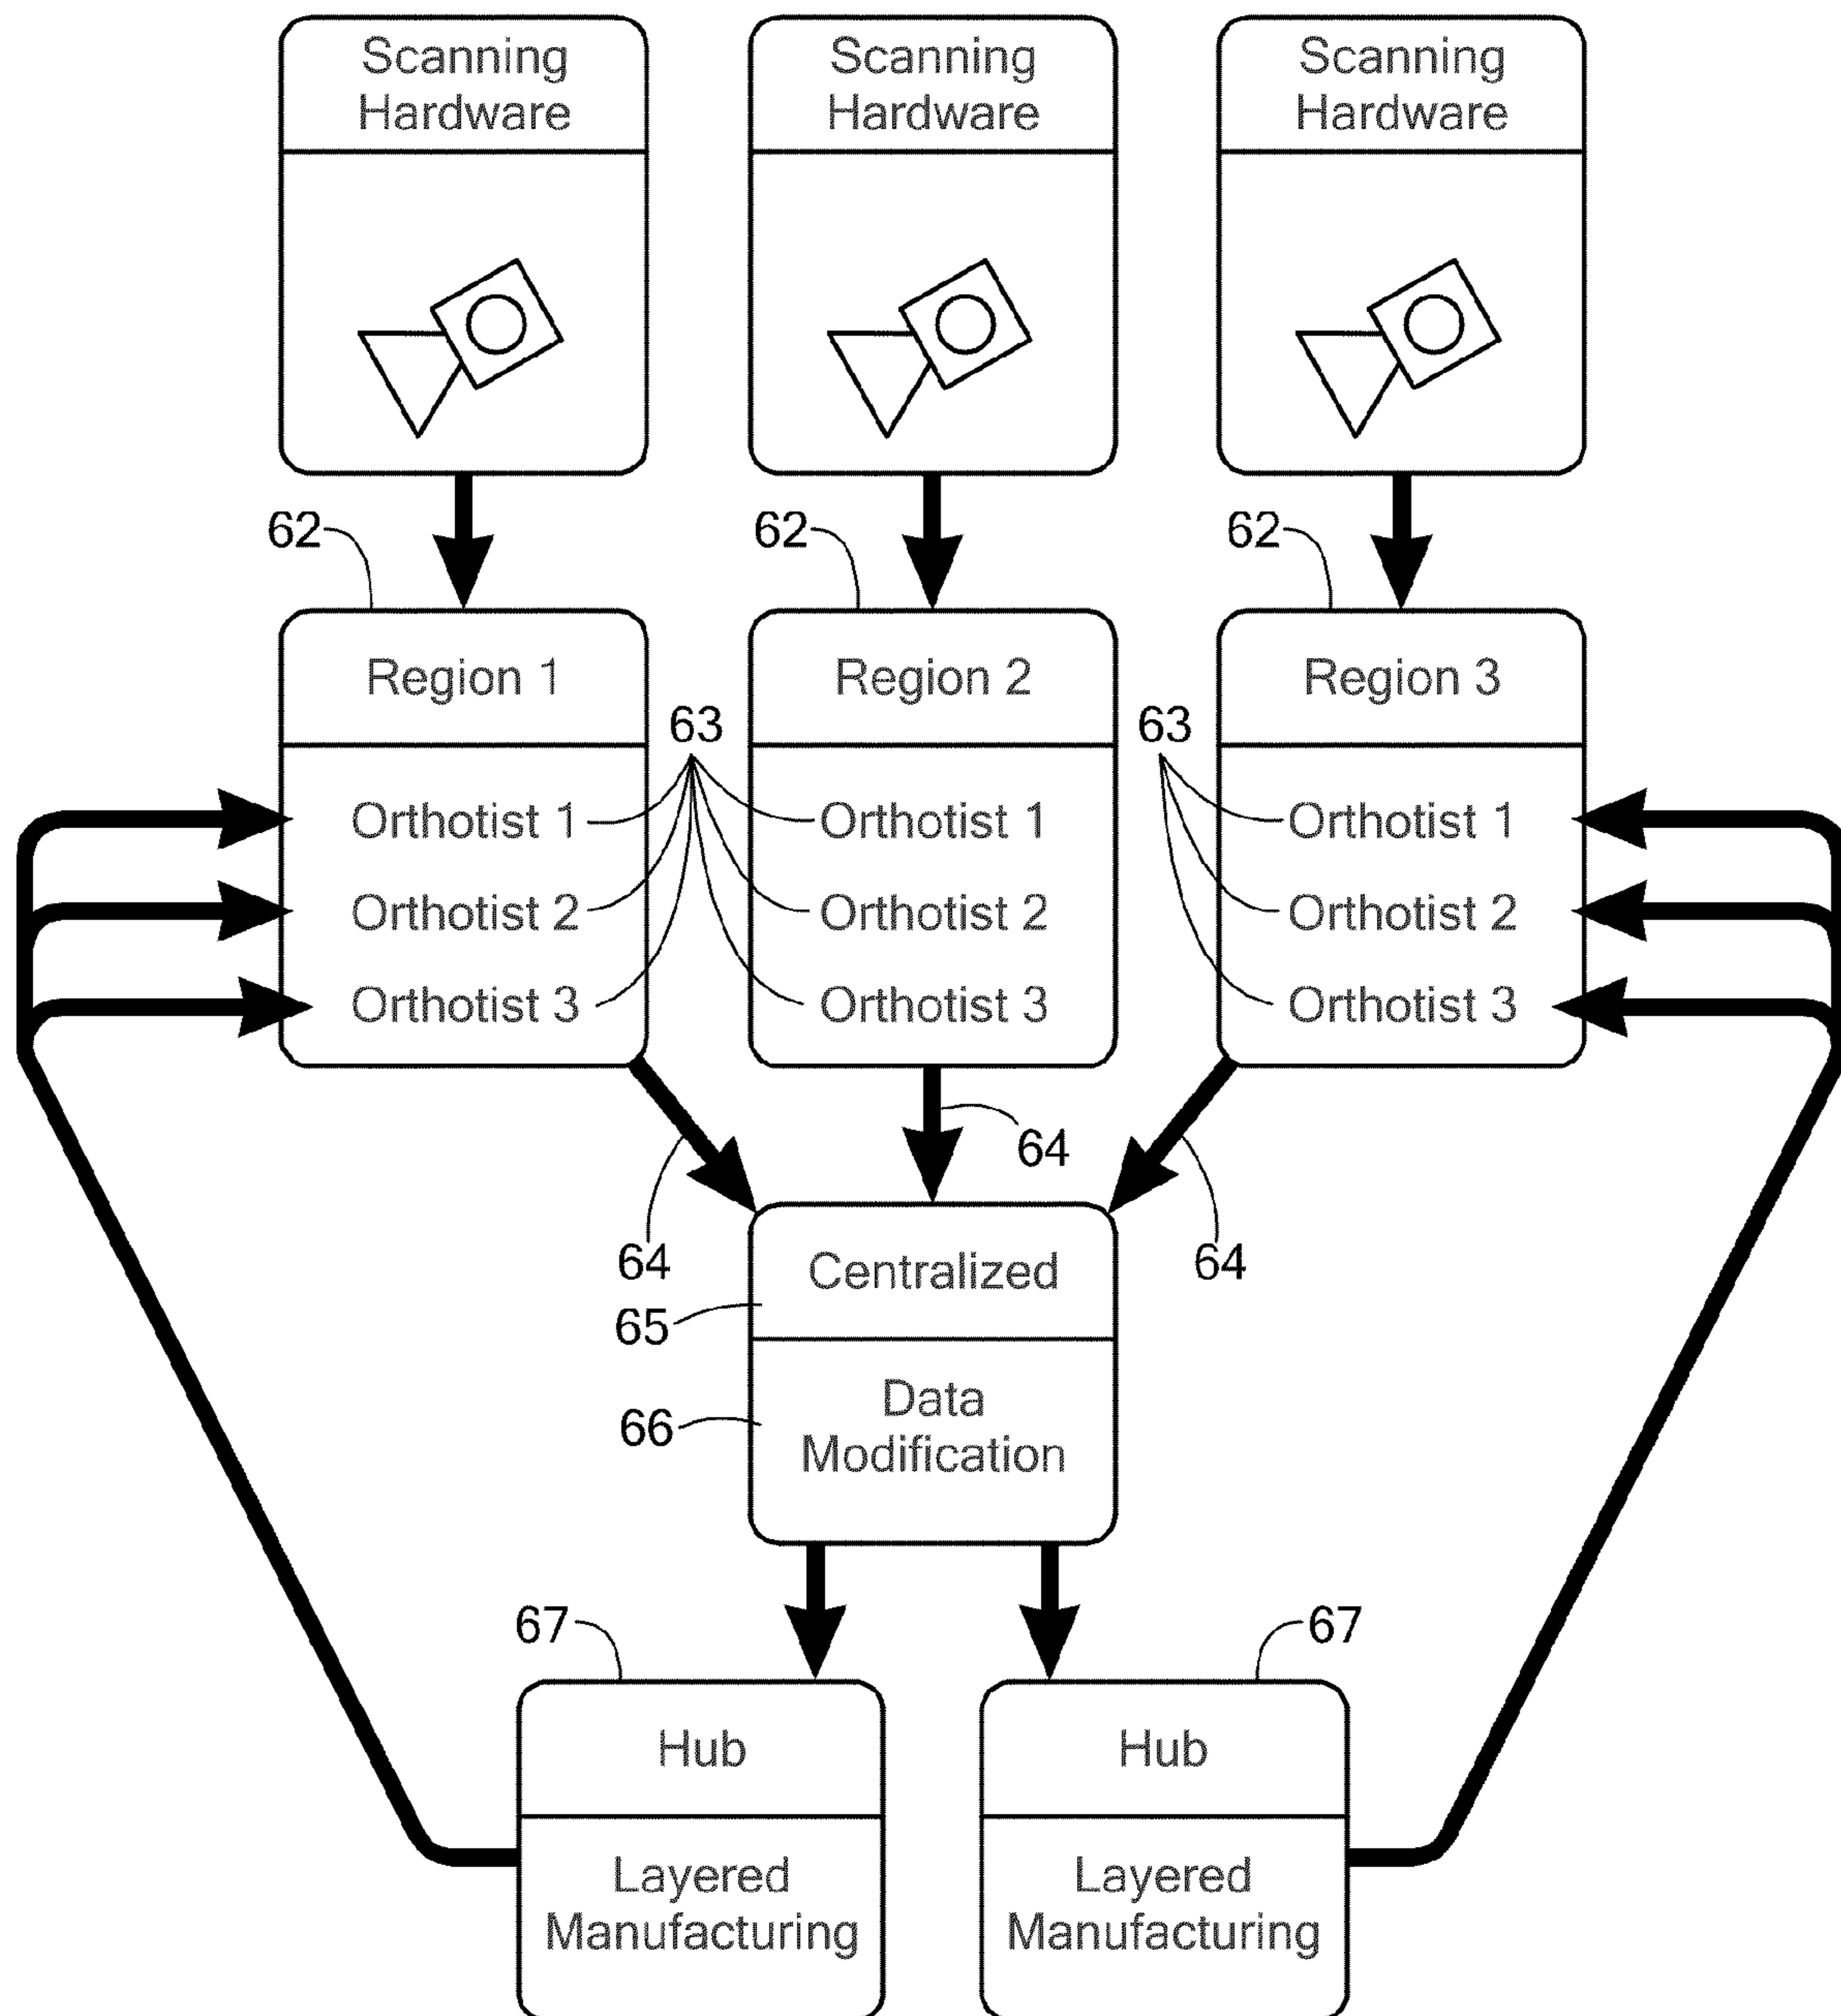 Scanning
Hardware
Scanning
Hardware
Scanning
Hardware
62
62
62
Region 1
Region 2
Region 3
63
63
Orthotist 1
Orthotist 1
Orthotist 1
Orthotist 2
Orthotist 2
Orthotist 2
Orthotist 3
Orthotist 3
Orthotist 3
64
64
64
Centralized
65
Data
Modification
66
67
67
Hub
Hub
Layered
Manufacturing
Layered
Manufacturing